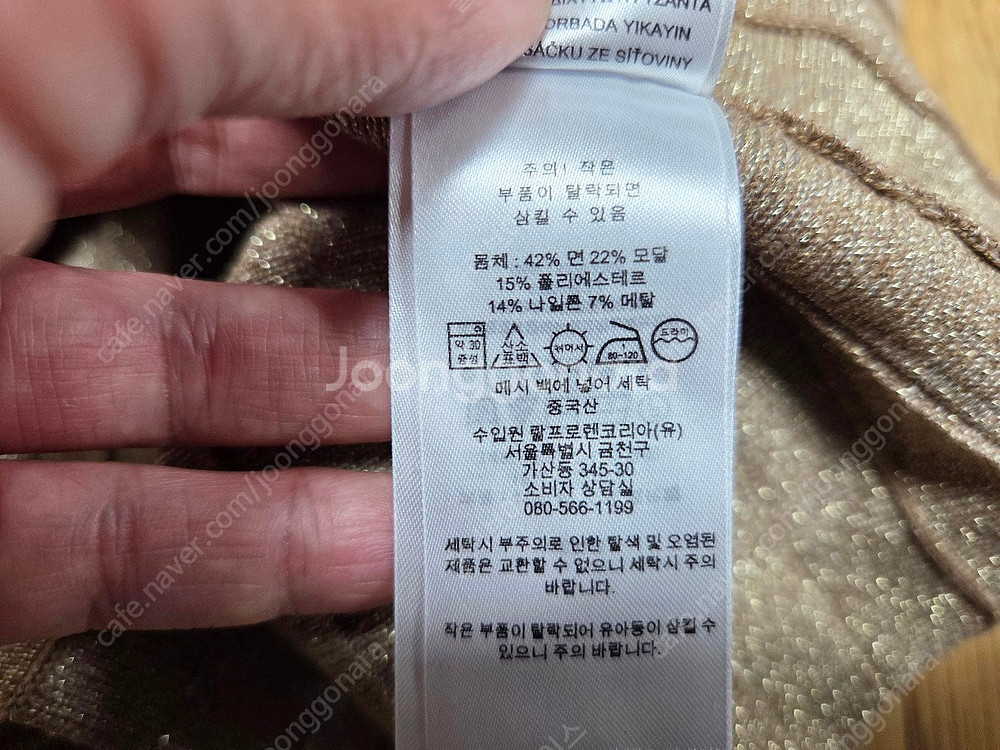 ORBADA YIKAYIN
SÁČKU ZE SÍŤOVINY
주의! 작은
부품이 탈락되면
삼킬 수 있음
몸체 : 42% 면 22% 모달
15% 폴리에스테르
14% 나일론 7% 메탈
약 30 중성 산소 표백 뉘어서 80-120 드라이
메시 백에 넣어 세탁
중국산
수입원 랄프로렌코리아(유)
서울특별시 금천구
가산동 345-30
소비자 상담실
080-566-1199
세탁시 부주의로 인한 탈색 및 오염된
제품은 교환할 수 없으니 세탁시 주의
바랍니다.
작은 부품이 탈락되어 유아등이 삼킬 수
있으니 주의 바랍니다.
Joonggonara
cafe.naver.com/joonggonara